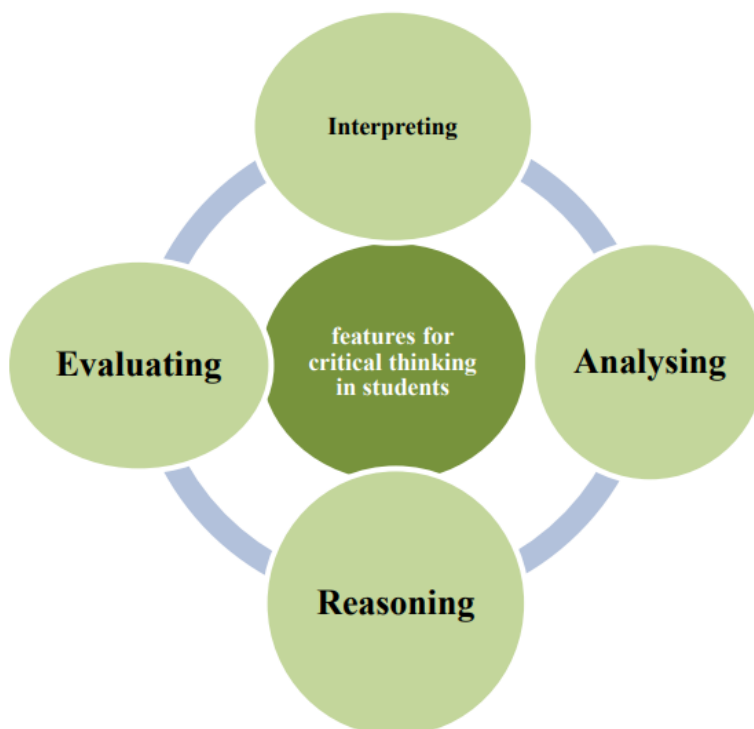 Interpreting
Evaluating
features for
critical thinking
in students
Analysing
Reasoning